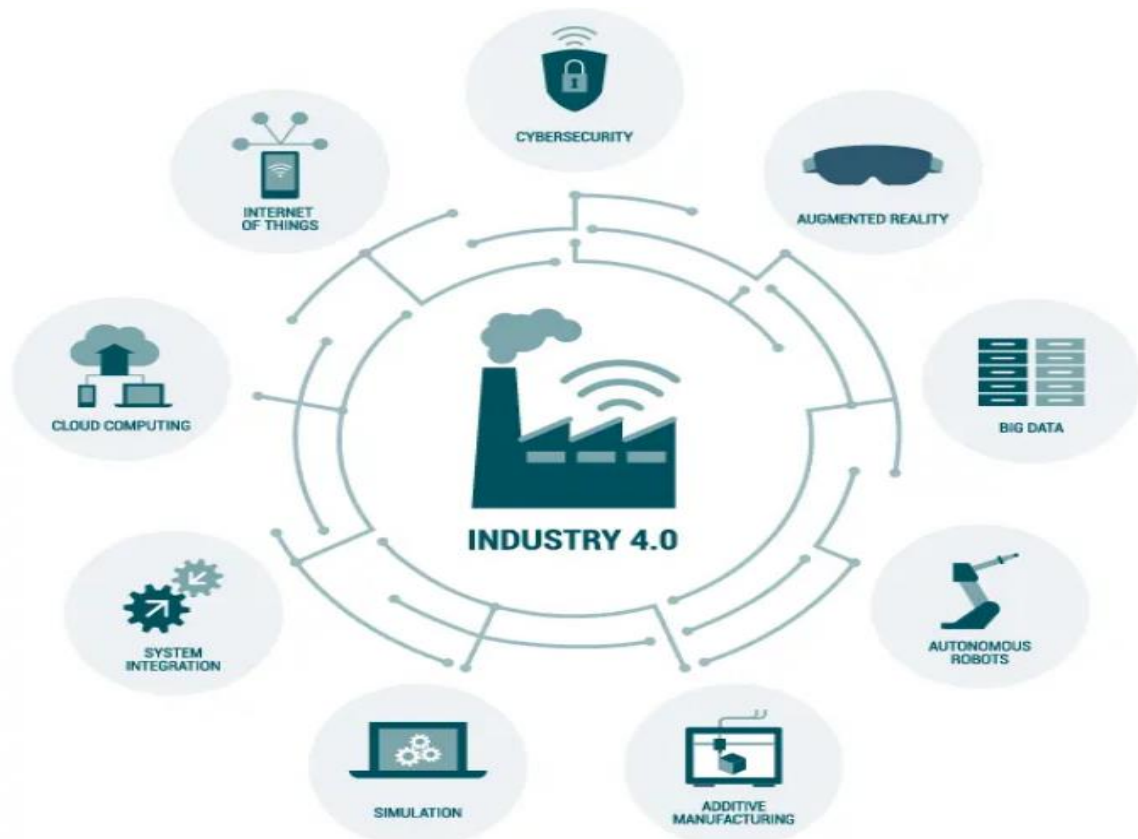 CYBERSECURITY
AUGMENTED REALITY
BIG DATA
AUTONOMOUS
ROBOTS
ADDITIVE
MANUFACTURING
SIMULATION
SYSTEM
INTEGRATION
CLOUD COMPUTING
INTERNET
OF THINGS
INDUSTRY 4.0